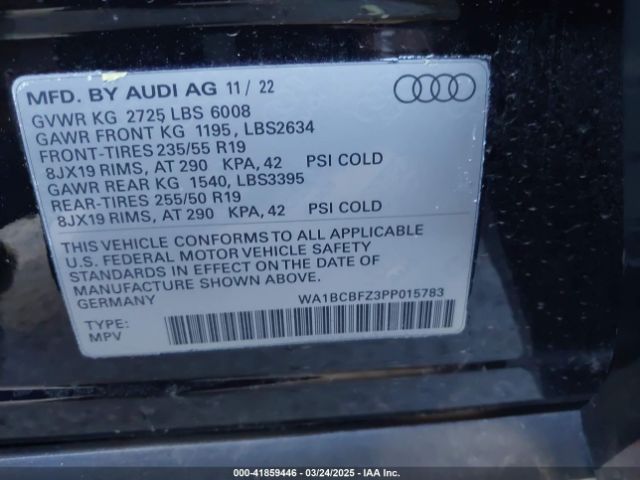 MFD. BY AUDI AG 11/ 22
GVWR KG 2725 LBS 6008
GAWR FRONT KG 1195, LBS2634
FRONT-TIRES 235/55 R19
8JX19 RIMS, AT 290 KPA, 42 PSI COLD
GAWR REAR KG 1540, LBS3395
REAR-TIRES 255/50 R19
8JX19 RIMS, AT 290 KPA, 42 PSI COLD
THIS VEHICLE CONFORMS TO ALL APPLICABLE
U.S. FEDERAL MOTOR VEHICLE SAFETY
STANDARDS IN EFFECT ON THE DATE OF
MANUFACTURE SHOWN ABOVE.
GERMANY WA1BCBFZ3PP015783
TYPE:
MPV
000-41859446 - 03/24/2025 - IAA Inc.